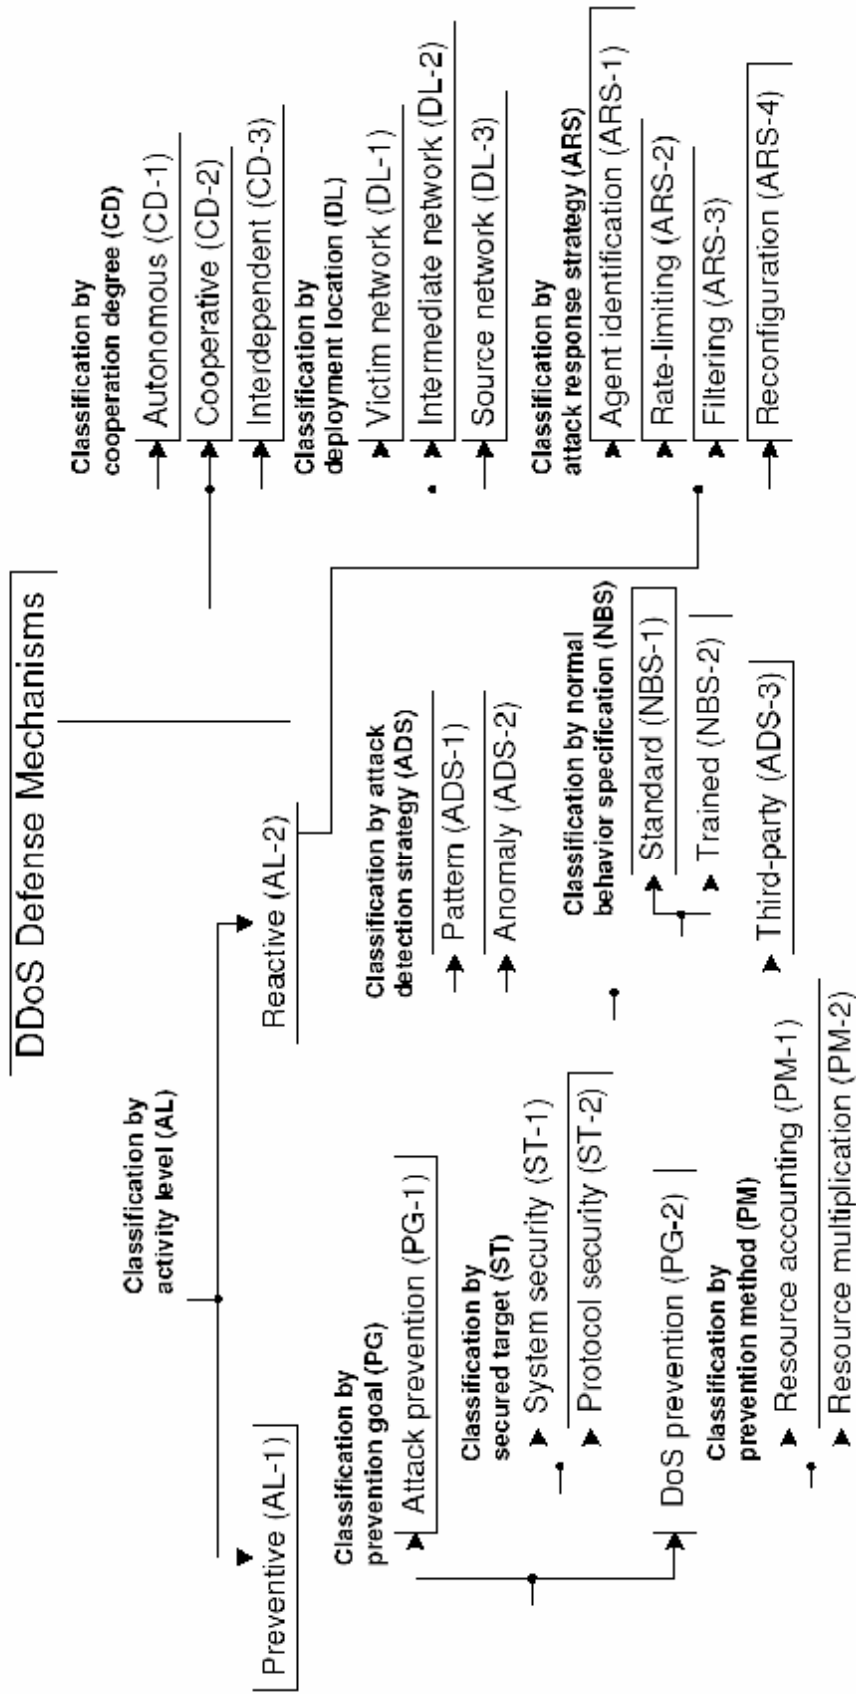 DDoS Defense Mechanisms
Classification by
activity level (AL)
Preventive (AL-1)
Reactive (AL-2)
Classification by
cooperation degree (CD)
Autonomous (CD-1)
Cooperative (CD-2)
Interdependent (CD-3)
Classification by
prevention goal (PG)
Attack prevention (PG-1)
Classification by
secured target (ST)
System security (ST-1)
Protocol security (ST-2)
DoS prevention (PG-2)
Classification by
prevention method (PM)
Resource accounting (PM-1)
Resource multiplication (PM-2)
Classification by attack
detection strategy (ADS)
Pattern (ADS-1)
Anomaly (ADS-2)
Classification by normal
behavior specification (NBS)
Standard (NBS-1)
Trained (NBS-2)
Third-party (ADS-3)
Classification by
deployment location (DL)
Victim network (DL-1)
Intermediate network (DL-2)
Source network (DL-3)
Classification by
attack response strategy (ARS)
Agent identification (ARS-1)
Rate-limiting (ARS-2)
Filtering (ARS-3)
Reconfiguration (ARS-4)